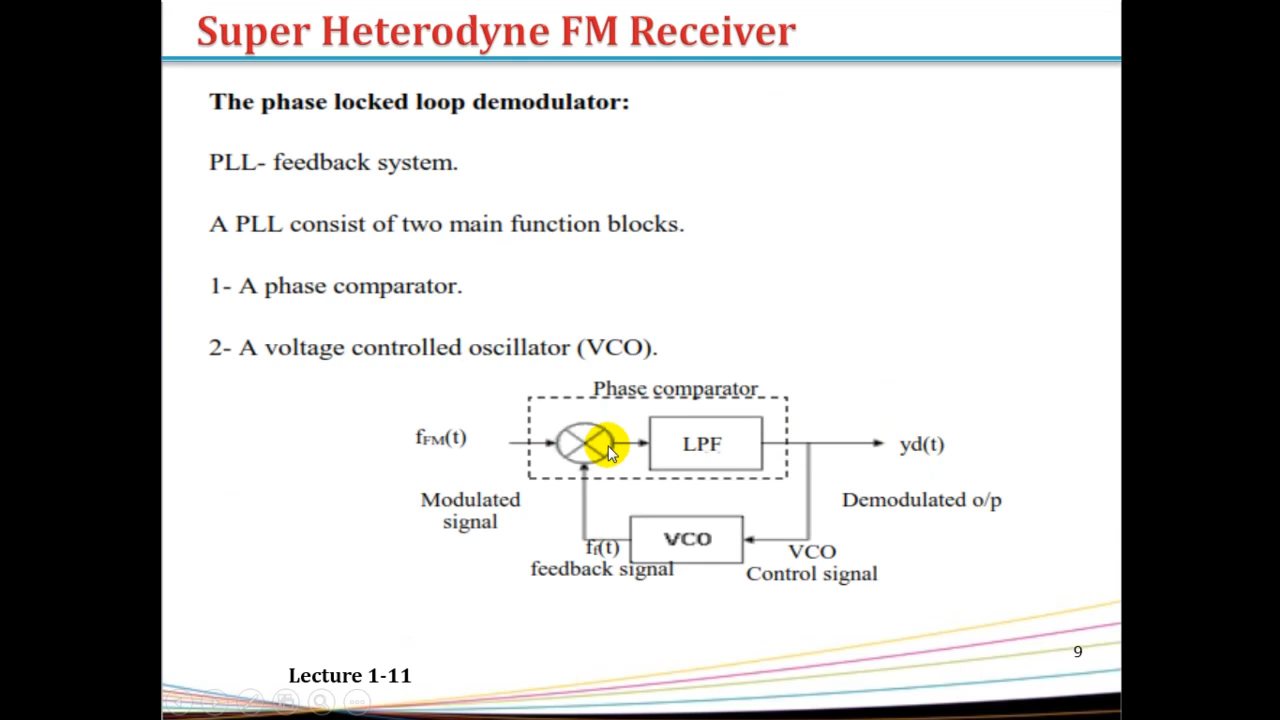 Super Heterodyne FM Receiver
The phase locked loop demodulator:
PLL- feedback system.
A PLL consist of two main function blocks.
1- A phase comparator.
2- A voltage controlled oscillator (VCO).
Phase comparator
fFM(t)
LPF
yd(t)
Modulated
signal
Demodulated o/p
VCO
ff(t)
feedback signal
VCO
Control signal
9
Lecture 1-11